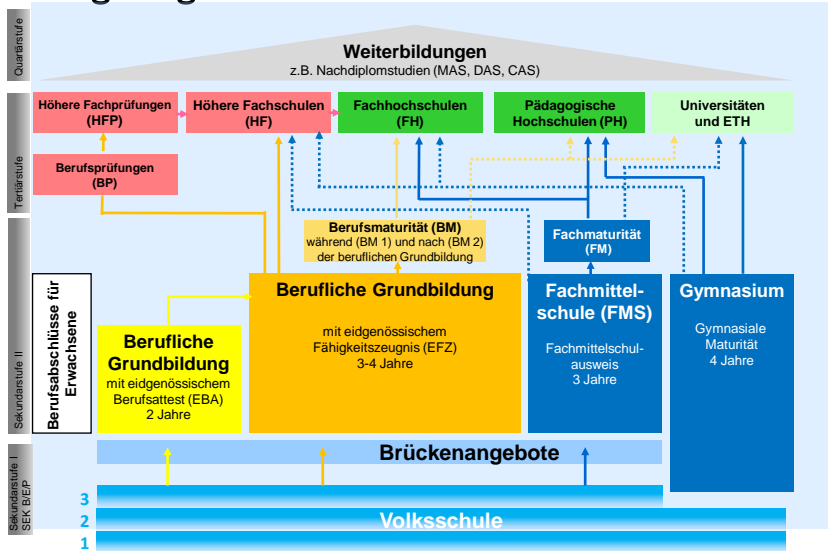 Quartärstufe
Weiterbildungen
z.B. Nachdiplomstudien (MAS, DAS, CAS)
Tertiärstufe
Höhere Fachprüfungen
(HFP)
Höhere Fachschulen
(HF)
Fachhochschulen
(FH)
Pädagogische
Hochschulen (PH)
Universitäten
und ETH
Berufsprüfungen
(BP)
Berufsmaturität (BM)
während (BM 1) und nach (BM 2)
der beruflichen Grundbildung
Fachmaturität
(FM)
Sekundarstufe II
Berufsabschlüsse für
Erwachsene
Berufliche
Grundbildung
mit eidgenössischem
Berufsattest (EBA)
2 Jahre
Berufliche Grundbildung
mit eidgenössischem
Fähigkeitszeugnis (EFZ)
3-4 Jahre
Fachmittel-
schule (FMS)
Fachmittelschul-
ausweis
3 Jahre
Gymnasium
Gymnasiale
Maturität
4 Jahre
Sekundarstufe I
SEK B/E/P
Brückenangebote
3
2
Volksschule
1